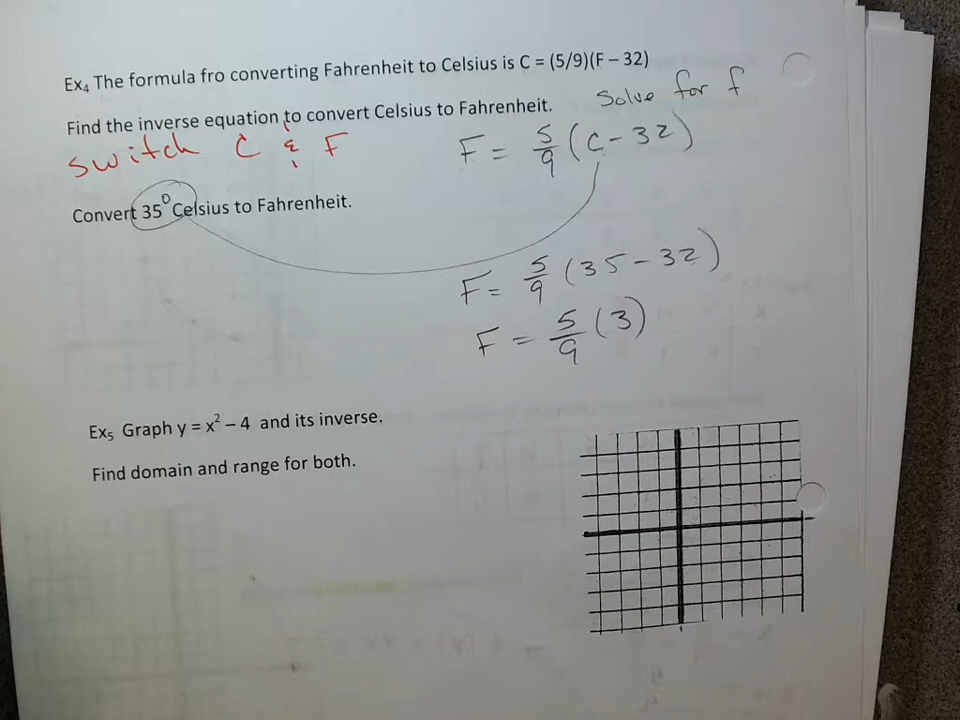 Ex₄ The formula fro converting Fahrenheit to Celsius is C = (5/9)(F – 32)
Find the inverse equation to convert Celsius to Fahrenheit.
Solve for f
switch C & F
F = 5/9 (C - 32)
Convert 35° Celsius to Fahrenheit.
F = 5/9 (35 - 32)
F = 5/9 (3)
Ex₅ Graph y = x² – 4 and its inverse.
Find domain and range for both.